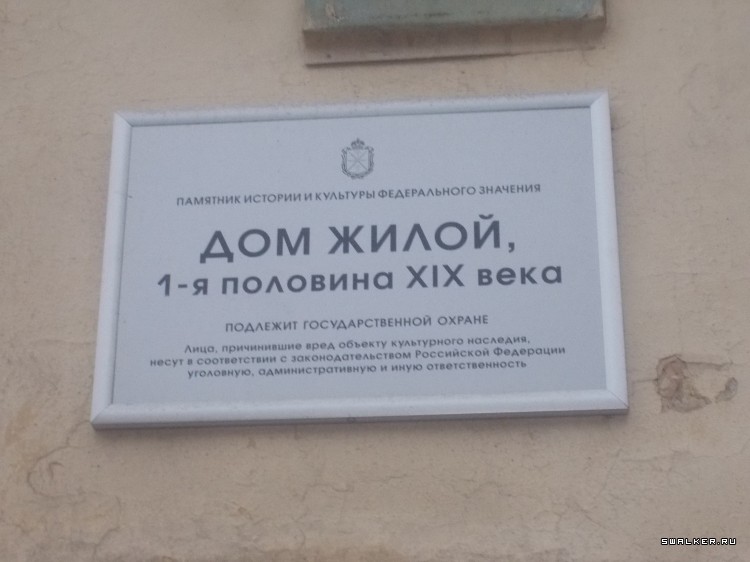 ПАМЯТНИК ИСТОРИИ И КУЛЬТУРЫ ФЕДЕРАЛЬНОГО ЗНАЧЕНИЯ
ДОМ ЖИЛОЙ,
1-я половина XIX века
ПОДЛЕЖИТ ГОСУДАРСТВЕННОЙ ОХРАНЕ
Лица, причинившие вред объекту культурного наследия,
несут в соответствии с законодательством Российской Федерации
уголовную, административную и иную ответственность
SWALKER.RU